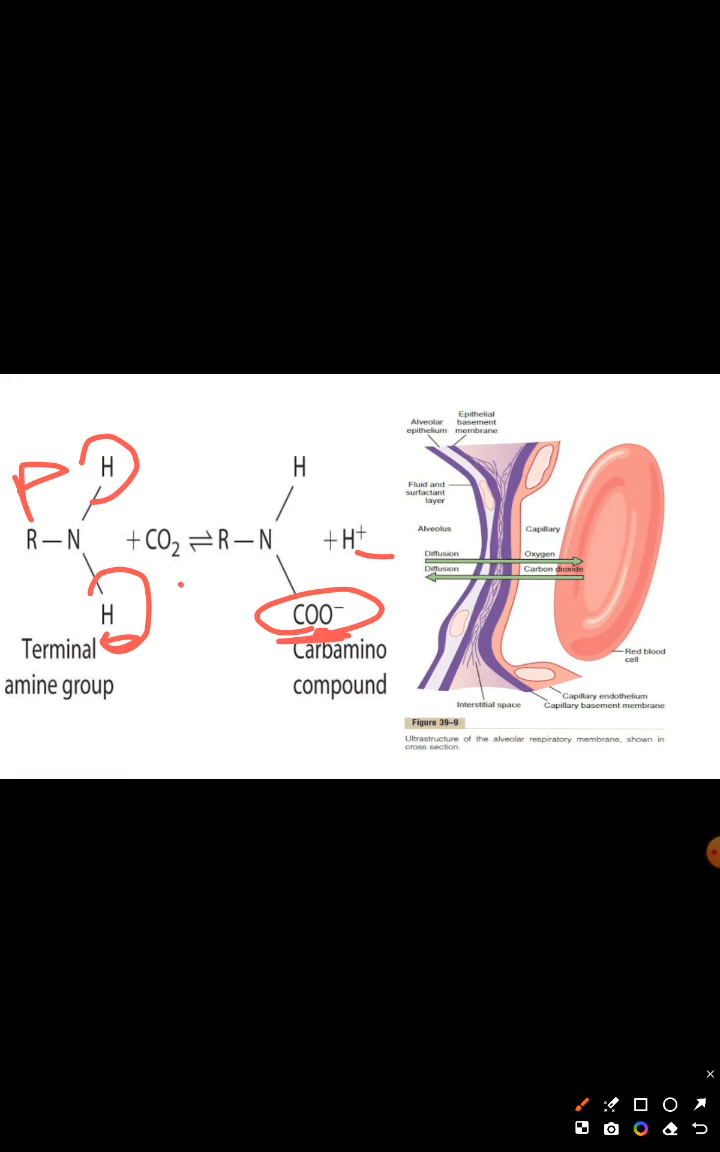 H
R—N
H
+CO₂ ⇌
R—N
H
COO⁻
+H⁺
Terminal
amine group
Carbamino
compound
Alveolar
epithelium
Epithelial
basement
membrane
Fluid and
surfactant
layer
Alveolus
Capillary
Diffusion
Oxygen
Diffusion
Carbon dioxide
Red blood
cell
Capillary endothelium
Interstitial space
Capillary basement membrane
Figure 39–9
Ultrastructure of the alveolar respiratory membrane, shown in
cross section.